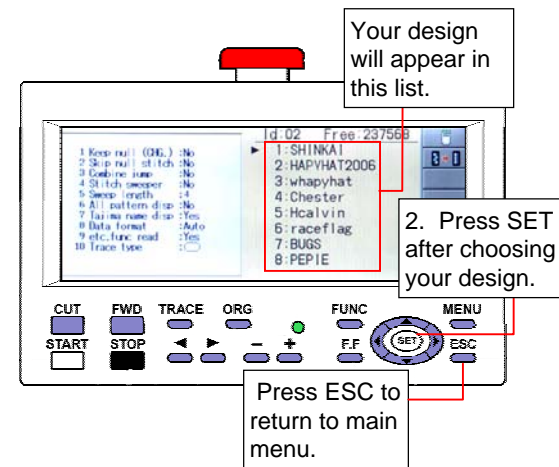 Your design
will appear in
this list.
Id:02 Free:237568
1 Keep null (CHG.) :No
2 Skip null stitch :No
3 Combine jump :No
4 Stitch sweeper :No
5 Sweep length :4
6 All pattern disp :No
7 Tajima name disp :Yes
8 Data format :Auto
9 etc.func read :Yes
10 Trace type :
1:SHINKAI
2:HAPYHAT2006
3:whapyhat
4:Chester
5:Hcalvin
6:raceflag
7:BUGS
8:PEPIE
8-0
2. Press SET
after choosing
your design.
CUT FWD TRACE ORG FUNC MENU
START STOP - + F.F SET ESC
Press ESC to
return to main
menu.